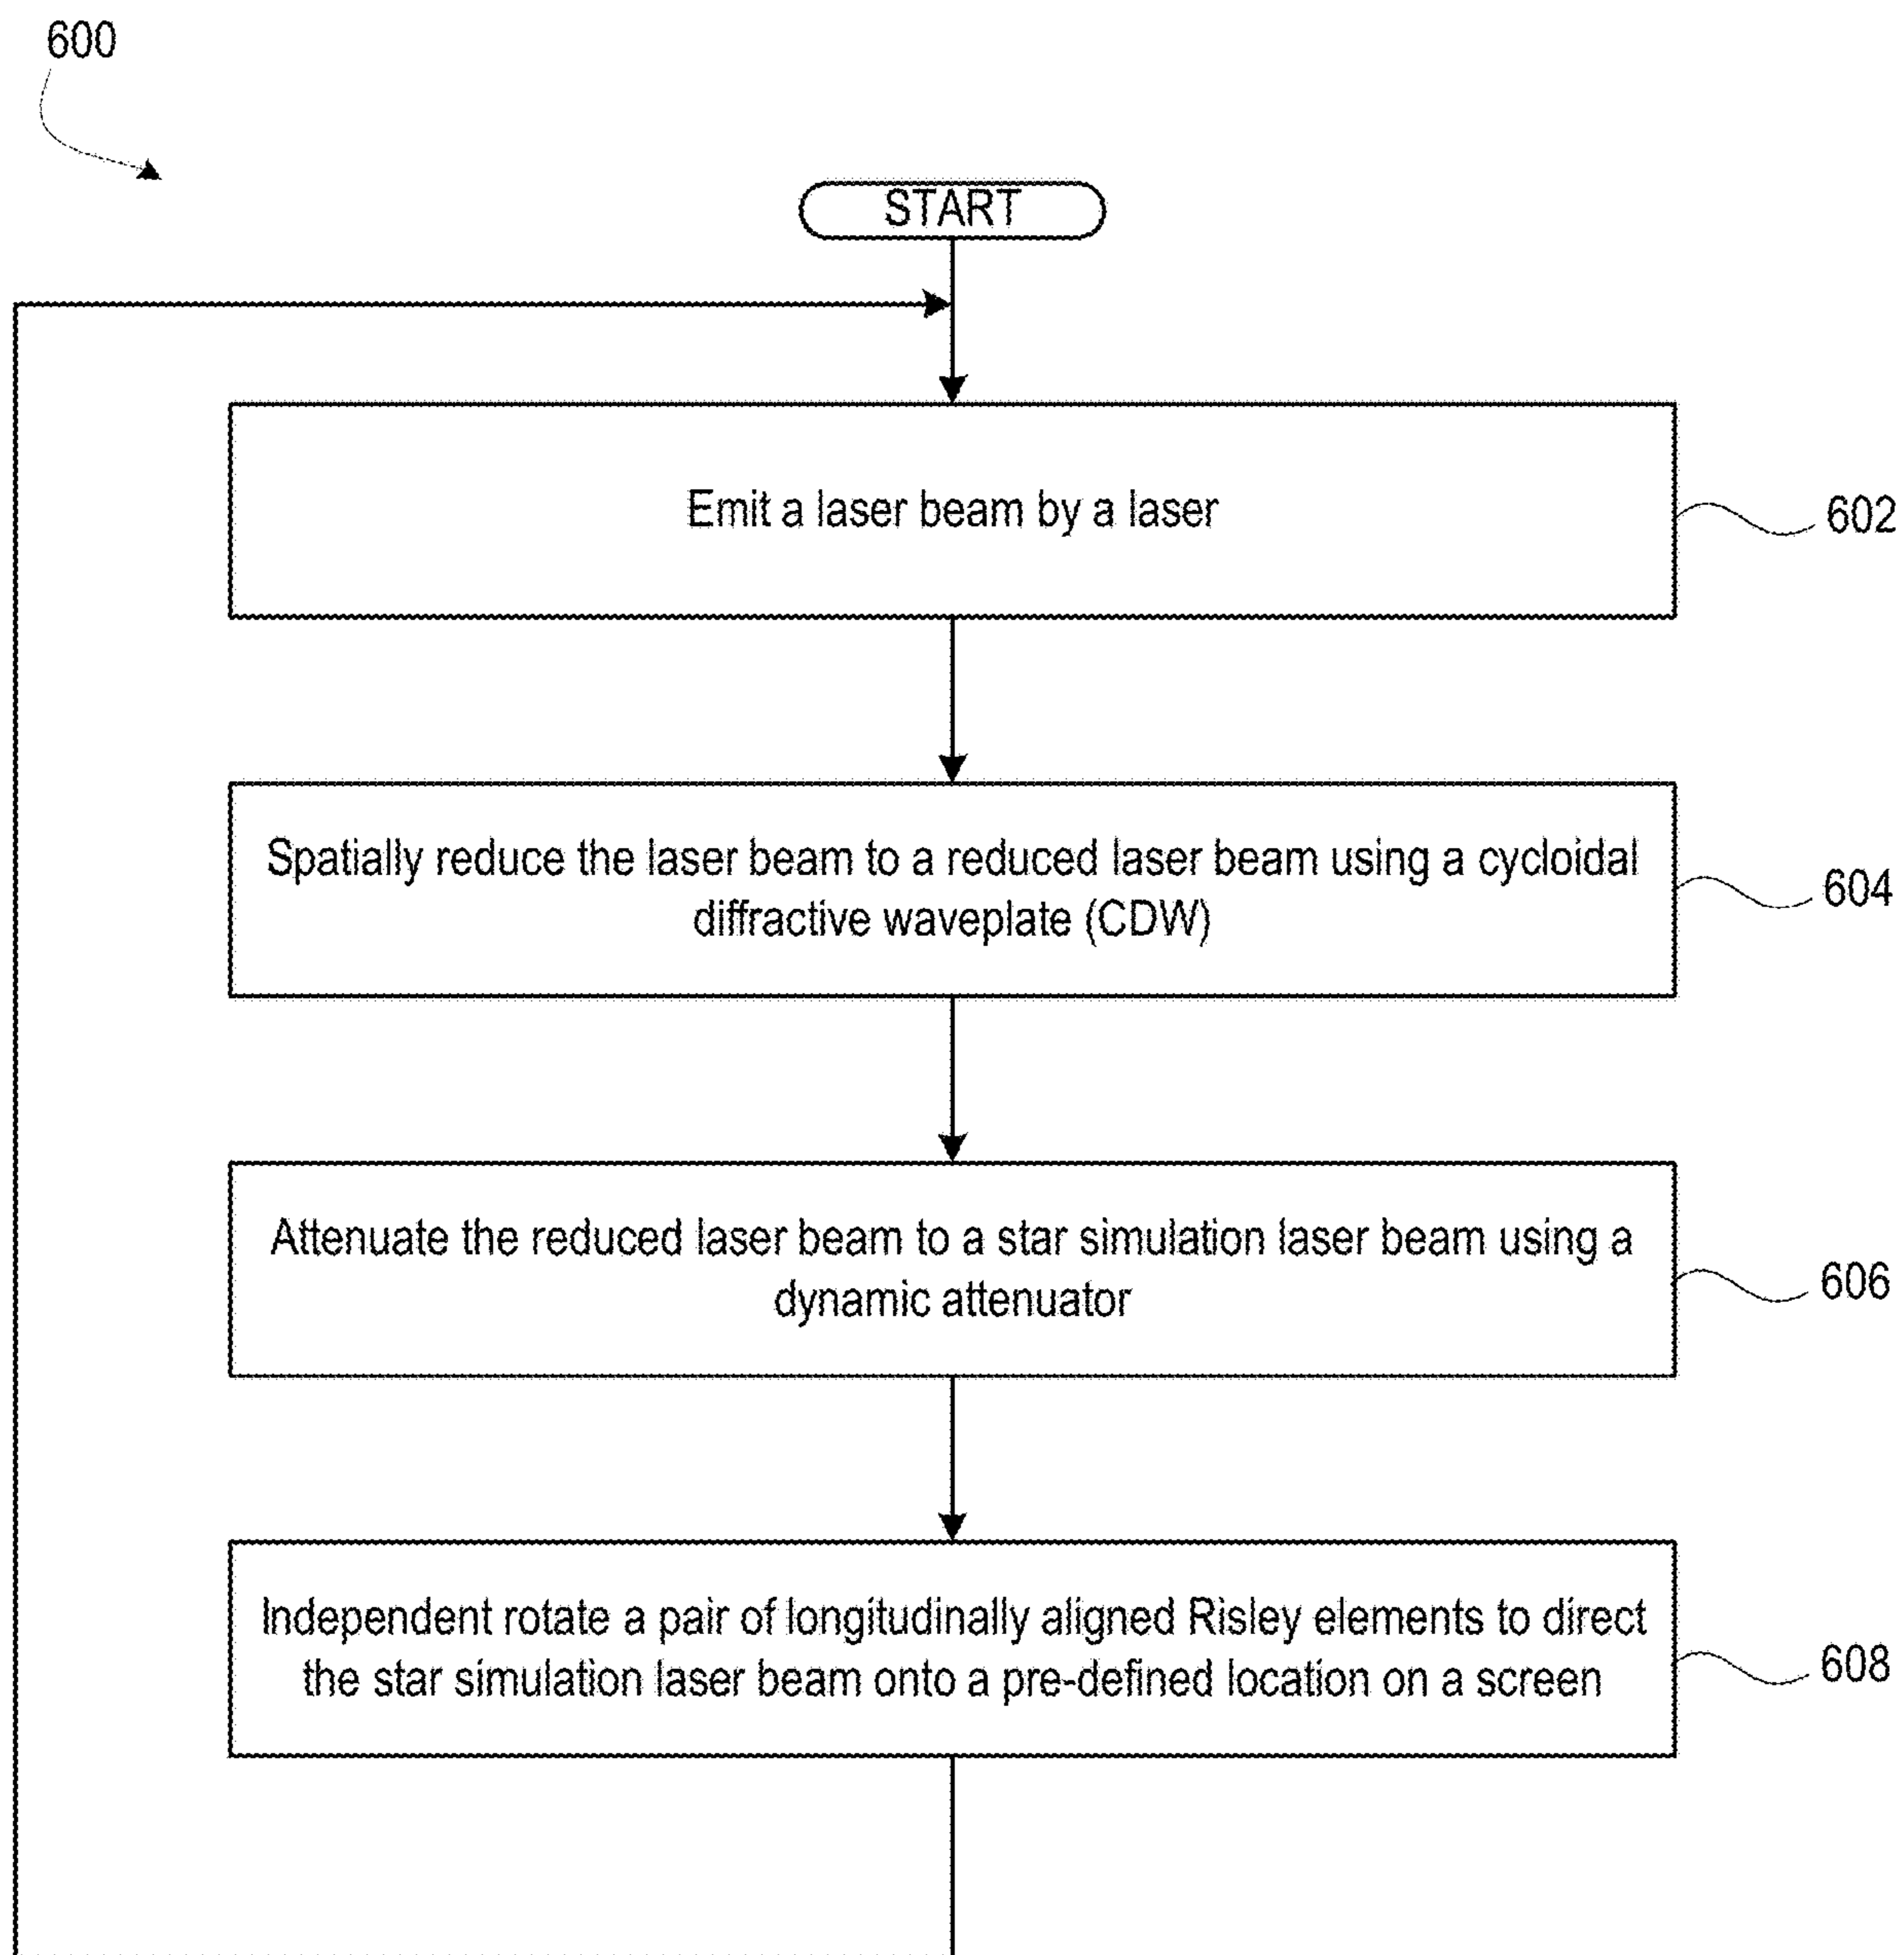 600
START
Emit a laser beam by a laser
602
Spatially reduce the laser beam to a reduced laser beam using a cycloidal
diffractive waveplate (CDW)
604
Attenuate the reduced laser beam to a star simulation laser beam using a
dynamic attenuator
606
Independent rotate a pair of longitudinally aligned Risley elements to direct
the star simulation laser beam onto a pre-defined location on a screen
608